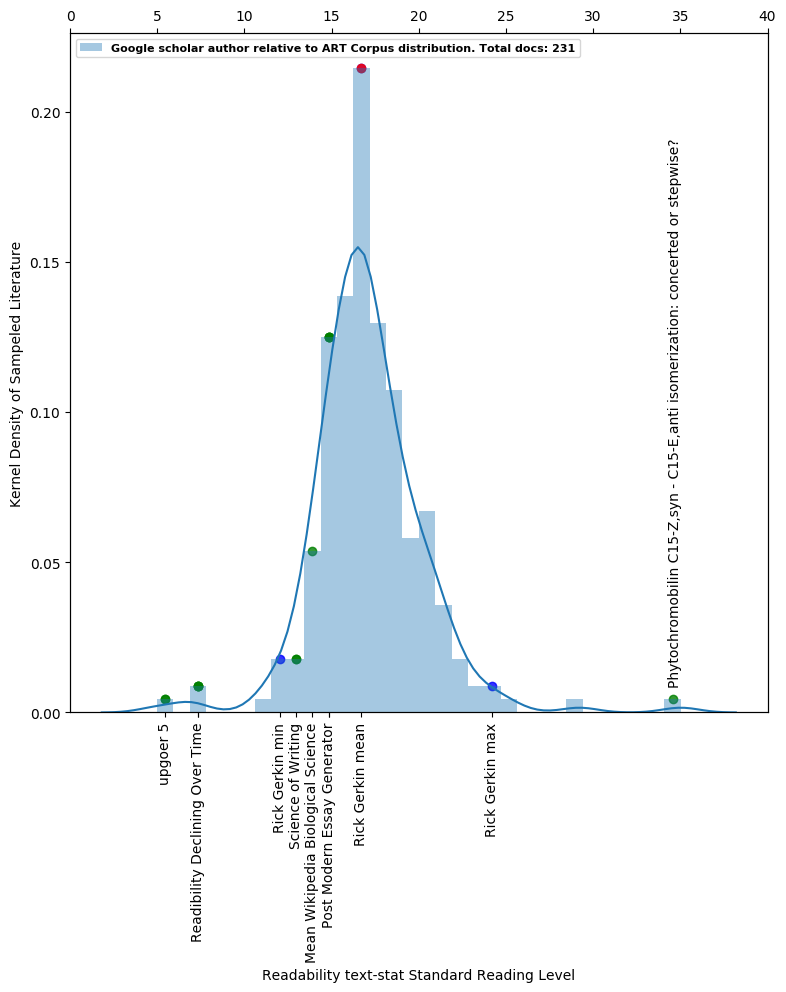 0 5 10 15 20 25 30 35 40
Google scholar author relative to ART Corpus distribution. Total docs: 231
0.20
0.15
0.10
0.05
0.00
Kernel Density of Sampeled Literature
Phytochromobilin C15-Z,syn - C15-E,anti isomerization: concerted or stepwise?
upgoer 5
Readibility Declining Over Time
Rick Gerkin min
Science of Writing
Mean Wikipedia Biological Science
Post Modern Essay Generator
Rick Gerkin mean
Rick Gerkin max
Readability text-stat Standard Reading Level